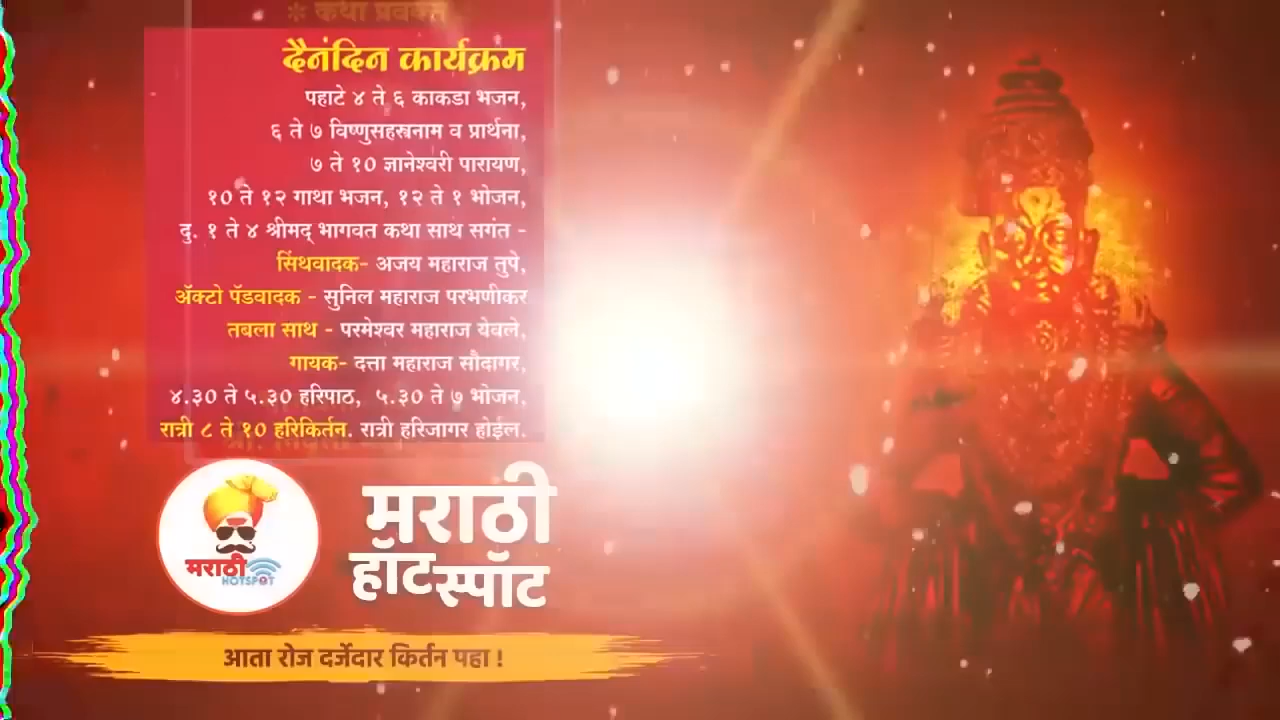 * कथा प्रवक्ते
दैनंदिन कार्यक्रम
पहाटे ४ ते ६ काकडा भजन,
६ ते ७ विष्णुसहस्त्रनाम व प्रार्थना,
७ ते १० ज्ञानेश्वरी पारायण,
१० ते १२ गाथा भजन, १२ ते १ भोजन,
दु. १ ते ४ श्रीमद् भागवत कथा साथ सगंत -
सिंथवादक- अजय महाराज तुपे,
ॲक्टो पॅडवादक - सुनिल महाराज परभणीकर
तबला साथ - परमेश्वर महाराज येवले,
गायक- दत्ता महाराज सौदागर,
४.३० ते ५.३० हरिपाठ, ५.३० ते ७ भोजन,
रात्री ८ ते १० हरिकिर्तन. रात्री हरिजागर होईल.
मराठी
HOTSPOT
मराठी
हॉटस्पॉट
आता रोज दर्जेदार किर्तन पहा !